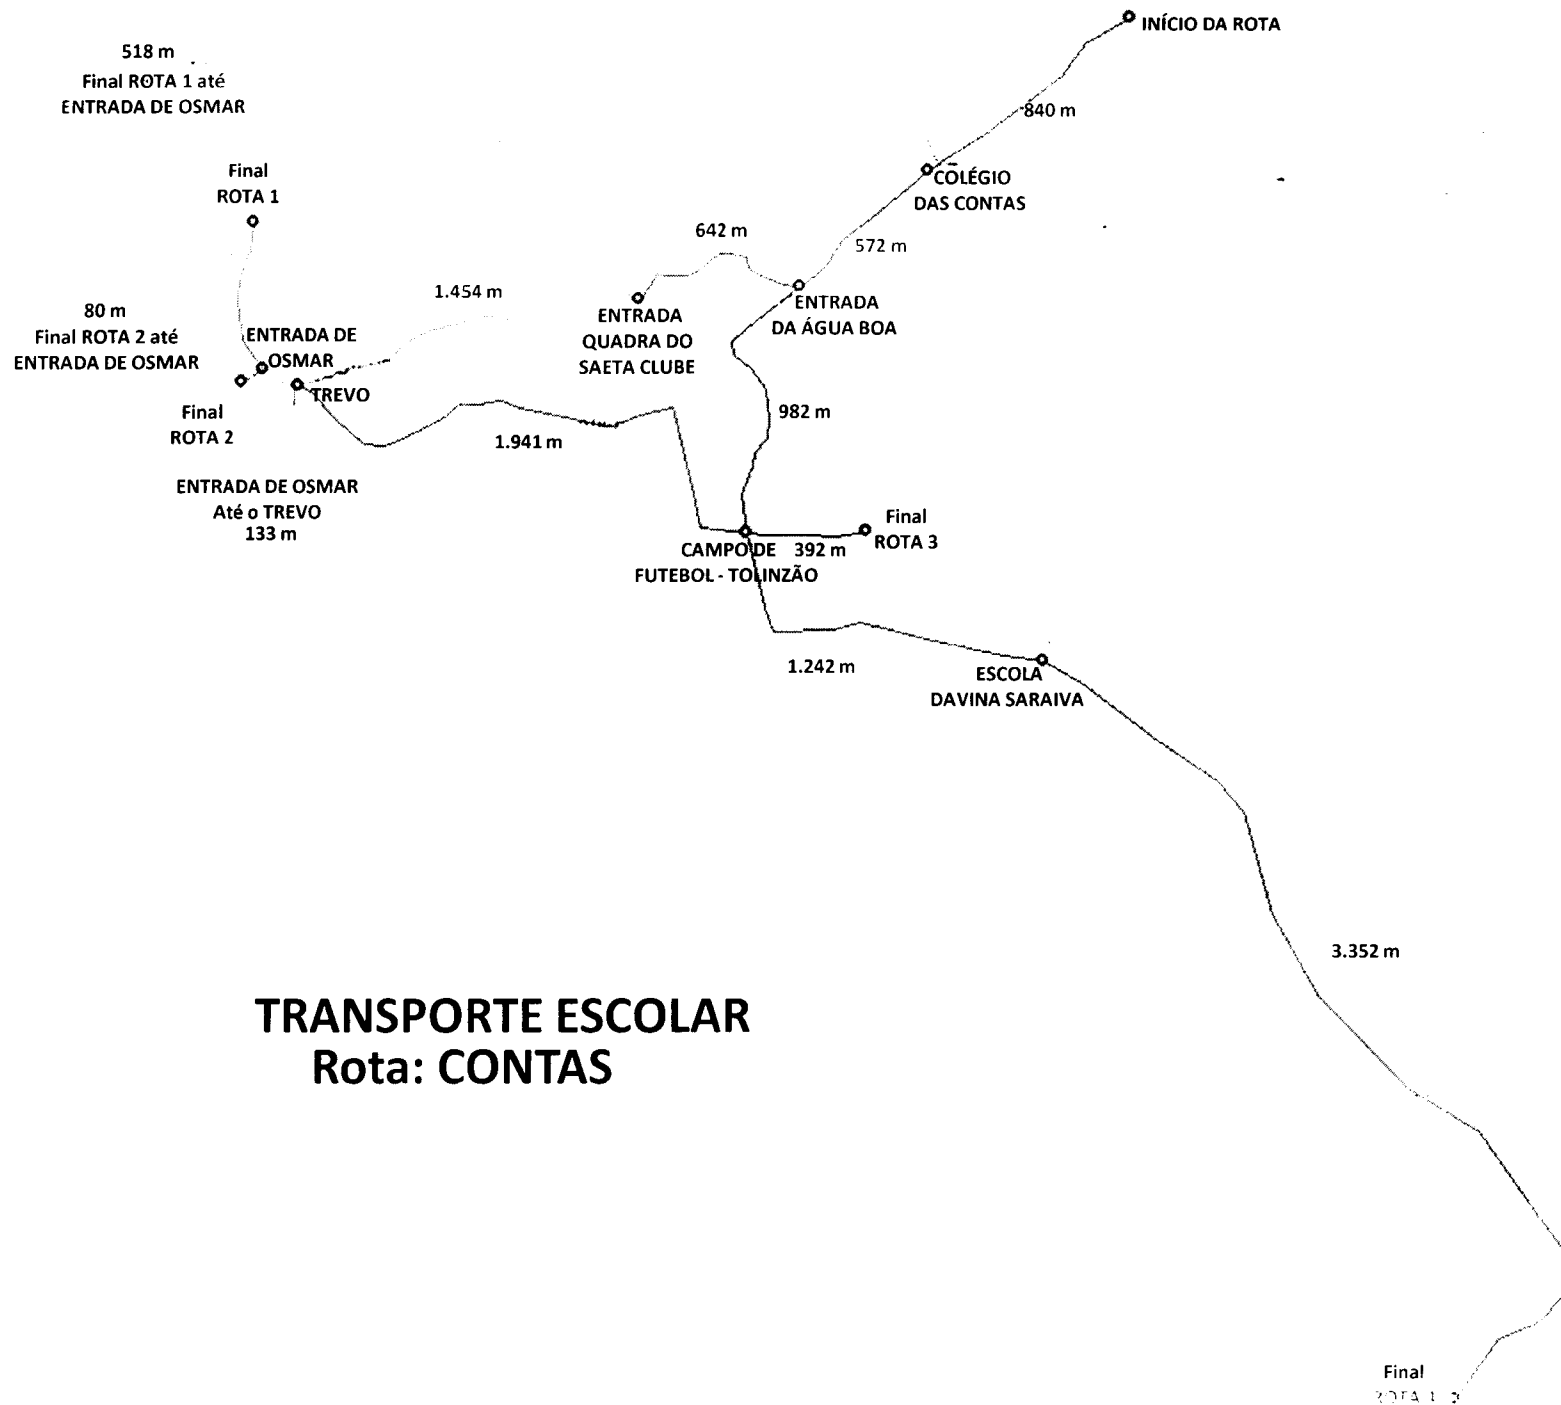 INÍCIO DA ROTA
518 m
Final ROTA 1 até
ENTRADA DE OSMAR
840 m
Final
ROTA 1
COLÉGIO
DAS CONTAS
642 m
572 m
1.454 m
80 m
Final ROTA 2 até
ENTRADA DE OSMAR
ENTRADA DE
OSMAR
TREVO
ENTRADA
QUADRA DO
SAETA CLUBE
ENTRADA
DA ÁGUA BOA
Final
ROTA 2
1.941 m
982 m
ENTRADA DE OSMAR
Até o TREVO
133 m
Final
ROTA 3
CAMPO DE
FUTEBOL - TOLINZÃO
392 m
1.242 m
ESCOLA
DAVINA SARAIVA
3.352 m
TRANSPORTE ESCOLAR
Rota: CONTAS
Final